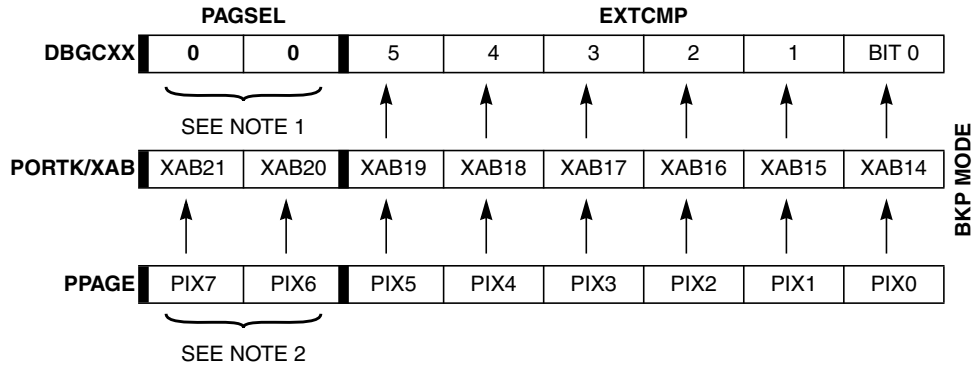 PAGSEL EXTCMP
DBGCXX 0 0 5 4 3 2 1 BIT 0
SEE NOTE 1
PORTK/XAB XAB21 XAB20 XAB19 XAB18 XAB17 XAB16 XAB15 XAB14
BKP MODE
PPAGE PIX7 PIX6 PIX5 PIX4 PIX3 PIX2 PIX1 PIX0
SEE NOTE 2